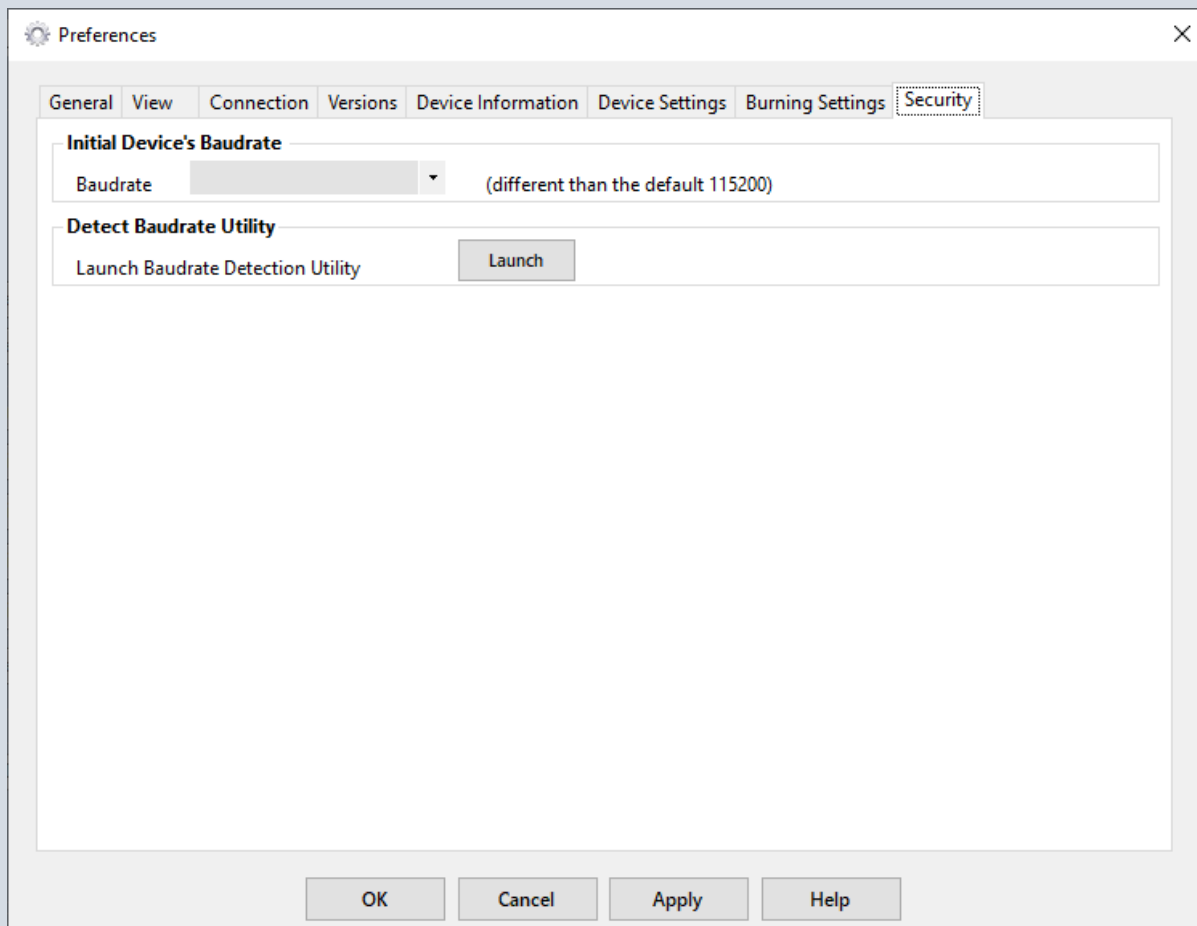 Preferences
General View Connection Versions Device Information Device Settings Burning Settings Security
Initial Device's Baudrate
Baudrate (different than the default 115200)
Detect Baudrate Utility
Launch Baudrate Detection Utility Launch
OK Cancel Apply Help